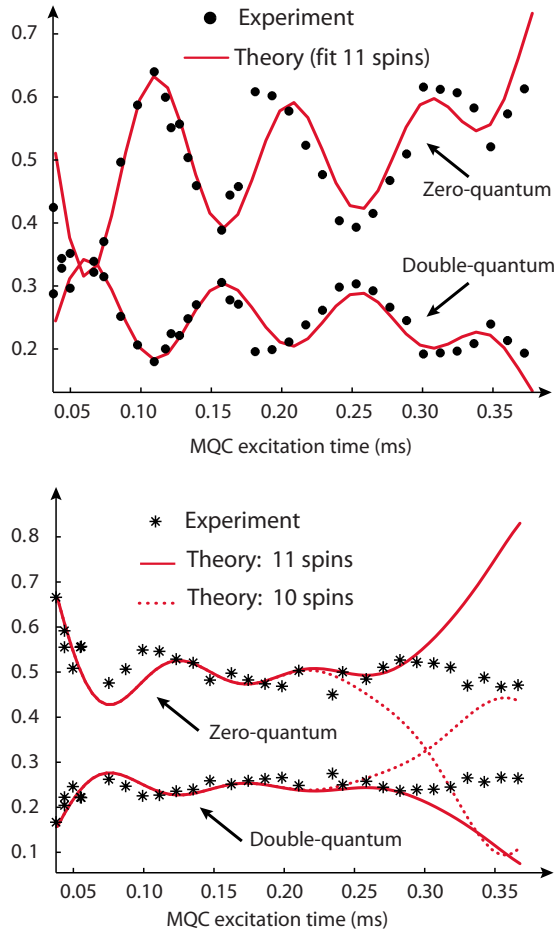 Experiment
Theory (fit 11 spins)
0.7
0.6
0.5
0.4
0.3
0.2
Zero-quantum
Double-quantum
0.05 0.10 0.15 0.20 0.25 0.30 0.35
MQC excitation time (ms)
Experiment
Theory: 11 spins
Theory: 10 spins
0.8
0.7
0.6
0.5
0.4
0.3
0.2
0.1
Zero-quantum
Double-quantum
0.05 0.10 0.15 0.20 0.25 0.30 0.35
MQC excitation time (ms)